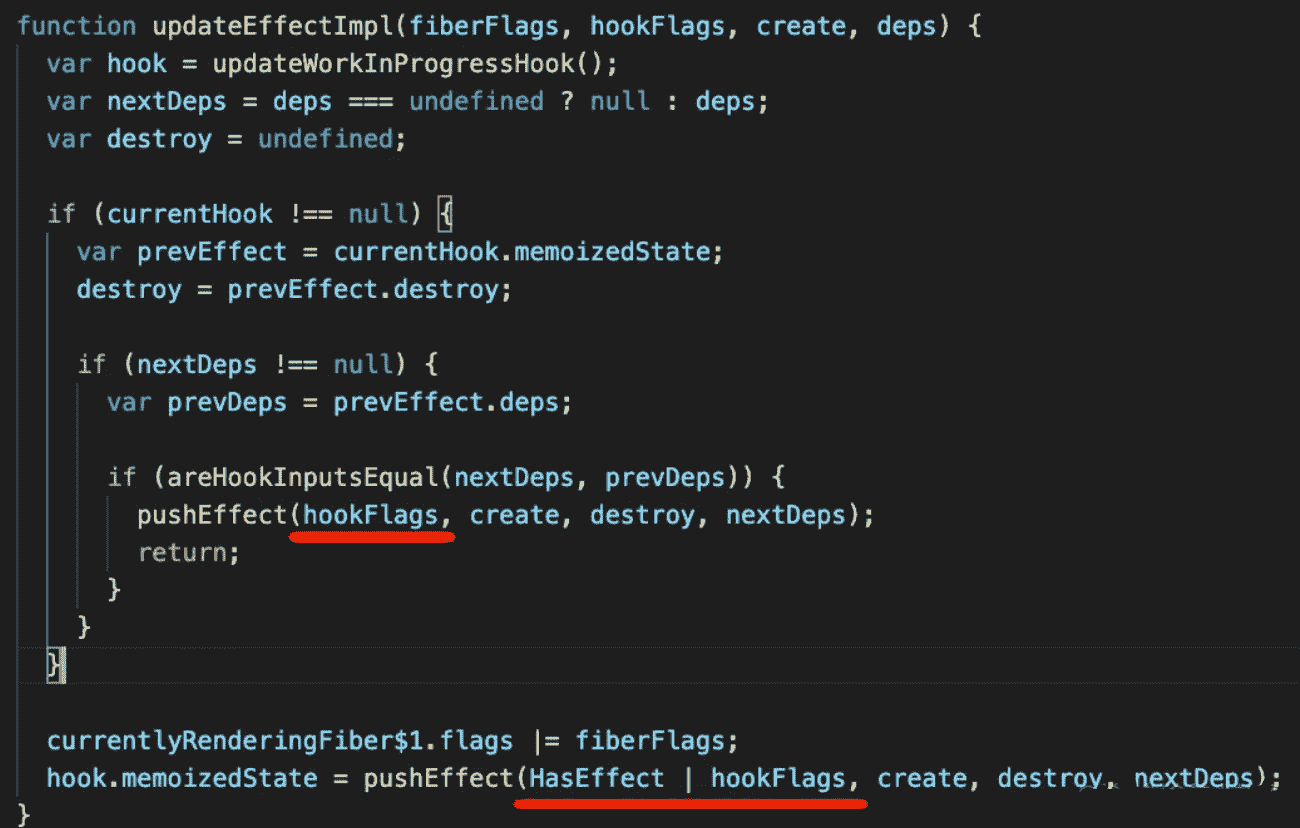 function updateEffectImpl(fiberFlags, hookFlags, create, deps) {
var hook = updateWorkInProgressHook();
var nextDeps = deps === undefined ? null : deps;
var destroy = undefined;
if (currentHook !== null) {
var prevEffect = currentHook.memoizedState;
destroy = prevEffect.destroy;
if (nextDeps !== null) {
var prevDeps = prevEffect.deps;
if (areHookInputsEqual(nextDeps, prevDeps)) {
pushEffect(hookFlags, create, destroy, nextDeps);
return;
}
}
}
currentlyRenderingFiber$1.flags |= fiberFlags;
hook.memoizedState = pushEffect(HasEffect | hookFlags, create, destroy, nextDeps);
}